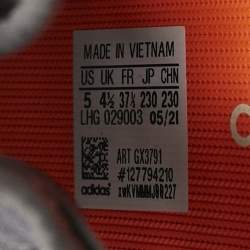 MADE IN VIETNAM
US UK FR JP CHN
5 4½ 37⅓ 230 230
LHG 029003 05/21
ART GX3791
#127794210
adidas